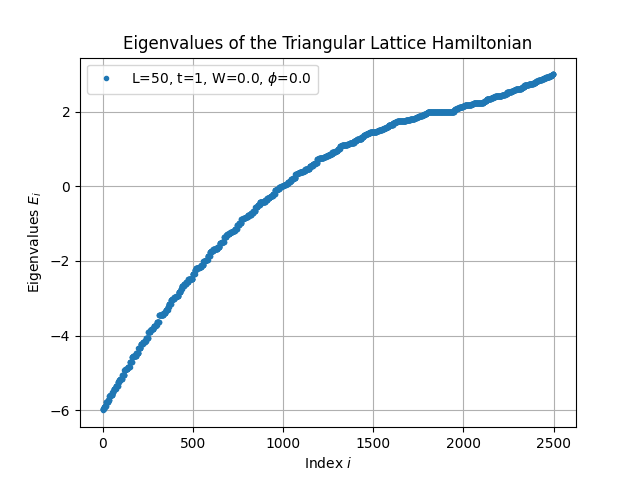 Eigenvalues of the Triangular Lattice Hamiltonian
L=50, t=1, W=0.0, ϕ=0.0
2
0
−2
−4
−6
Eigenvalues E_i
0 500 1000 1500 2000 2500
Index i